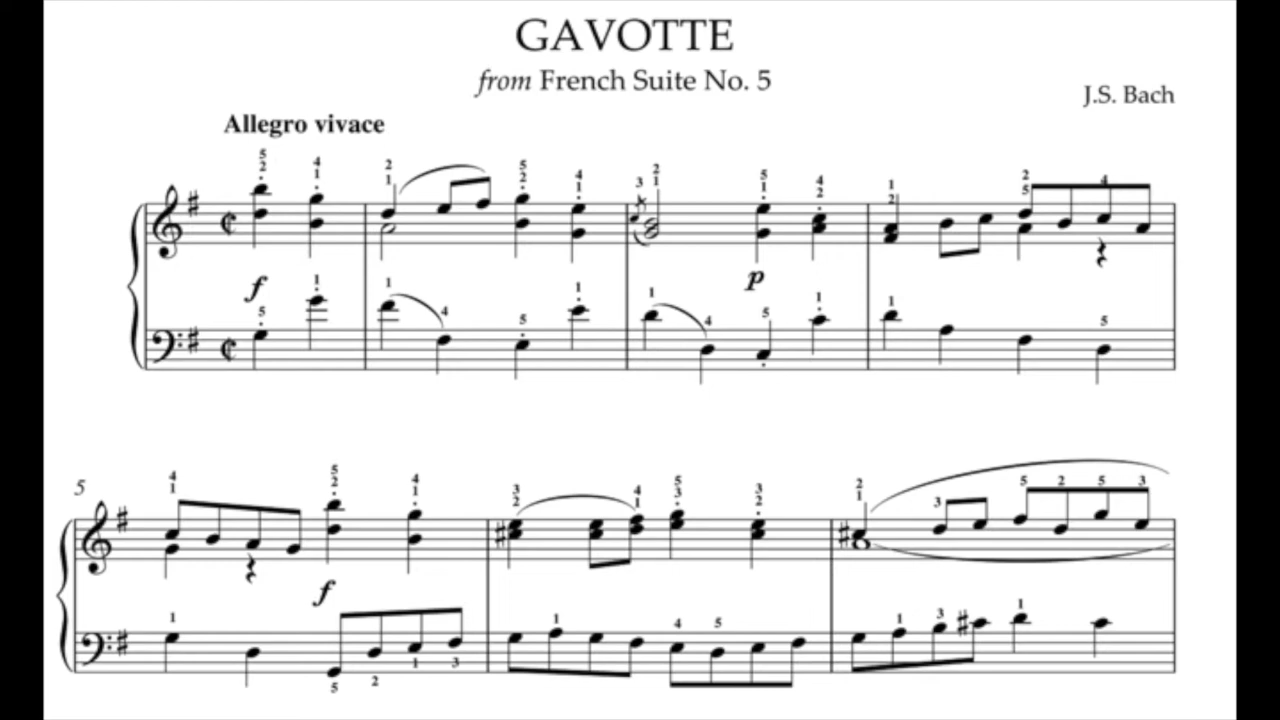 GAVOTTE
from French Suite No. 5
J.S. Bach
Allegro vivace
f
p
5
f